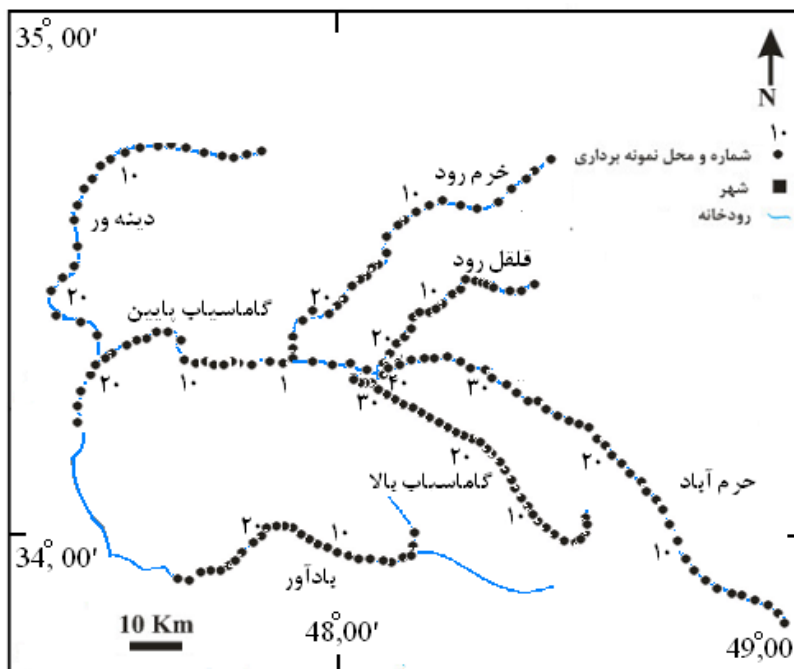 35°,00'
N
۱۰
شماره و محل نمونه برداری
شهر
رودخانه
خرم رود
۱۰
۱۰
دینه ور
قلقل رود
۲۰
گاماسیاب پایین
۲۰
۱۰
۲۰
۲۰
۱۰
۱
۴۰
۳۰
۳۰
۲۰
۲۰
گاماسیاب بالا
حرم آباد
۱۰
34°,00'
۲۰
۱۰
۱۰
بادآور
10 Km
48°,00'
49°,00'